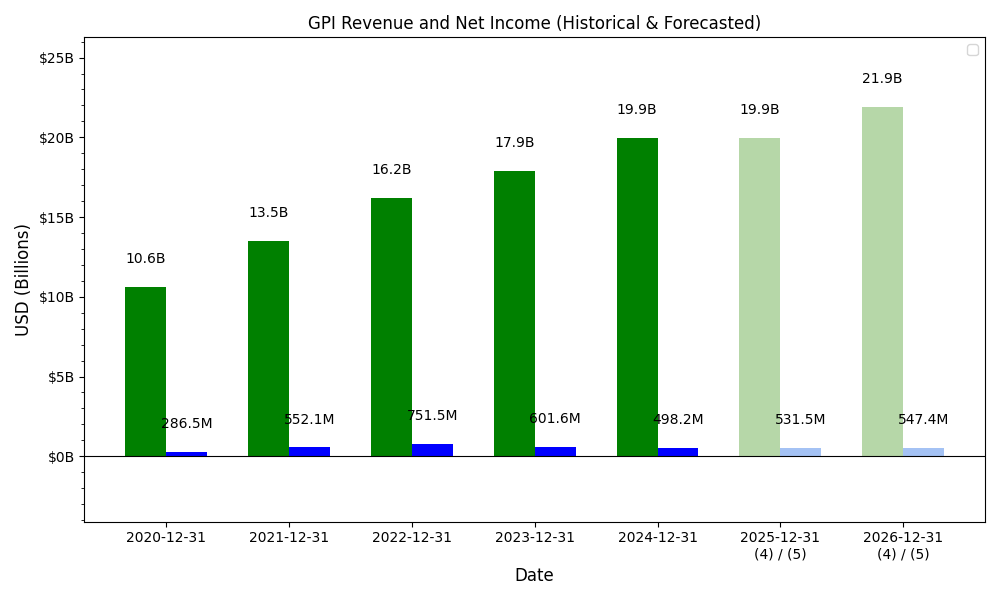 GPI Revenue and Net Income (Historical & Forecasted)
USD (Billions)
$25B
$20B
$15B
$10B
$5B
$0B
10.6B
286.5M
13.5B
552.1M
16.2B
751.5M
17.9B
601.6M
19.9B
498.2M
19.9B
531.5M
21.9B
547.4M
2020-12-31
2021-12-31
2022-12-31
2023-12-31
2024-12-31
2025-12-31
(4) / (5)
2026-12-31
(4) / (5)
Date